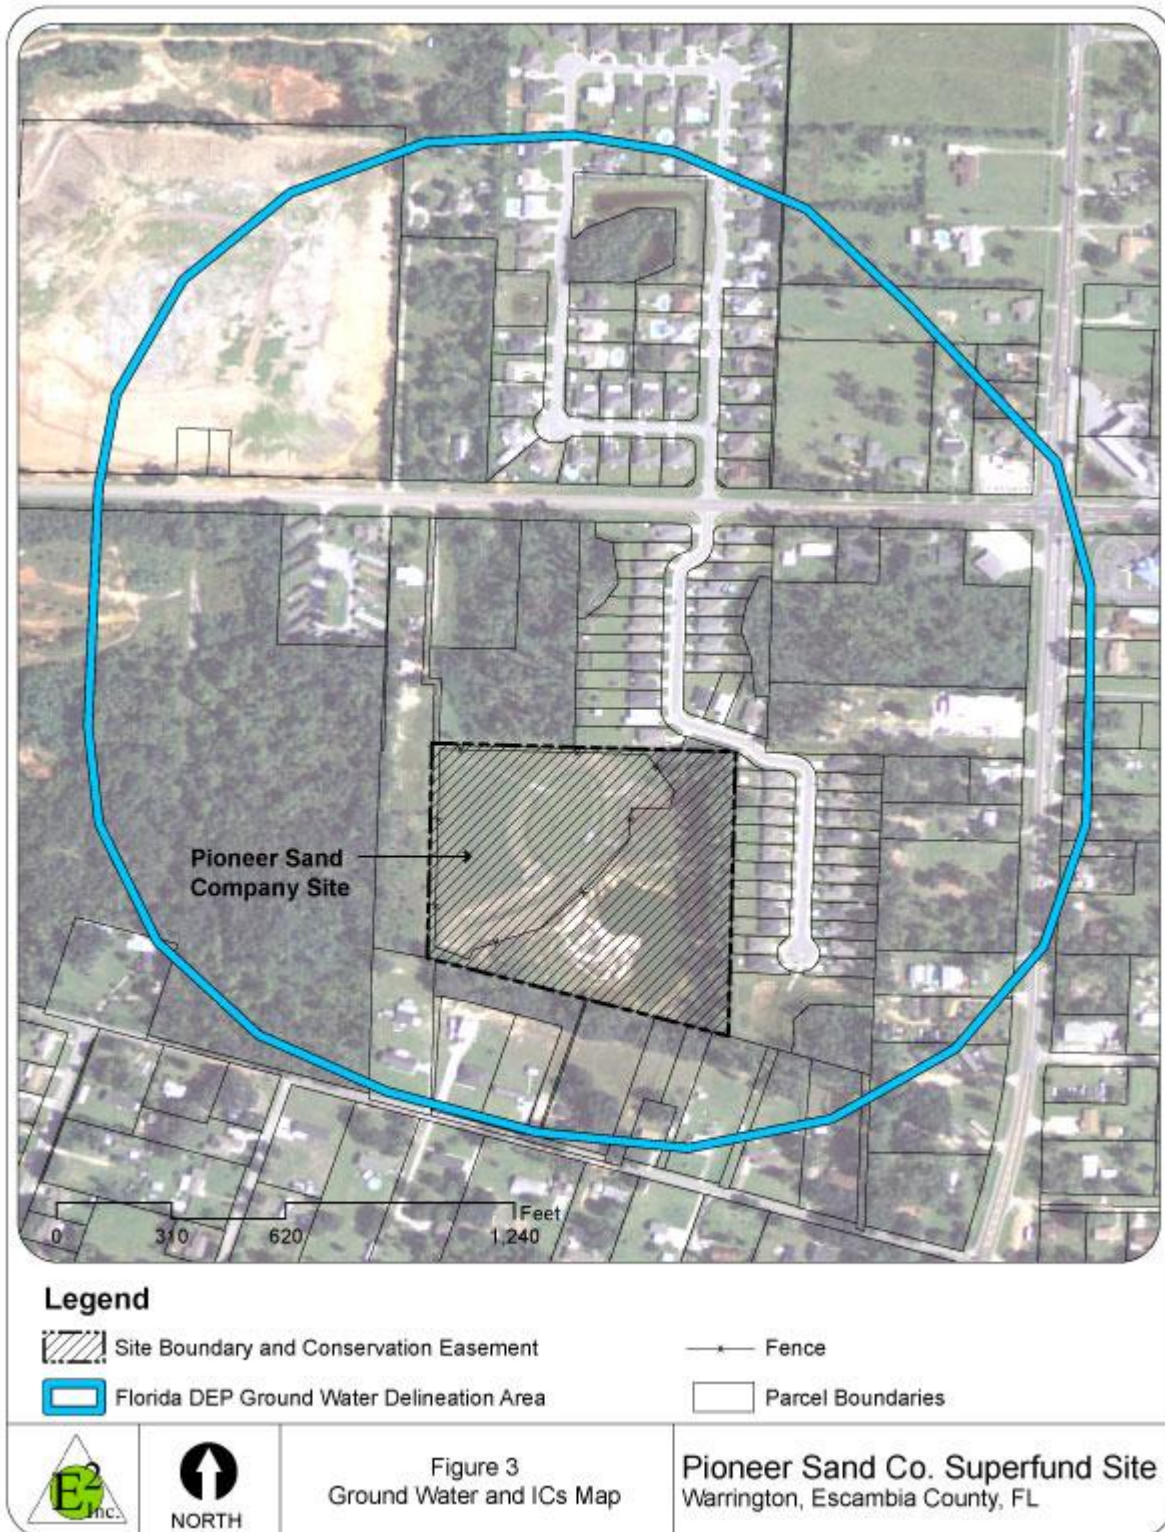 Pioneer Sand
Company Site
Feet
0 310 620 1,240
Legend
Site Boundary and Conservation Easement
Fence
Florida DEP Ground Water Delineation Area
Parcel Boundaries
E2
Inc.
NORTH
Figure 3
Ground Water and ICs Map
Pioneer Sand Co. Superfund Site
Warrington, Escambia County, FL